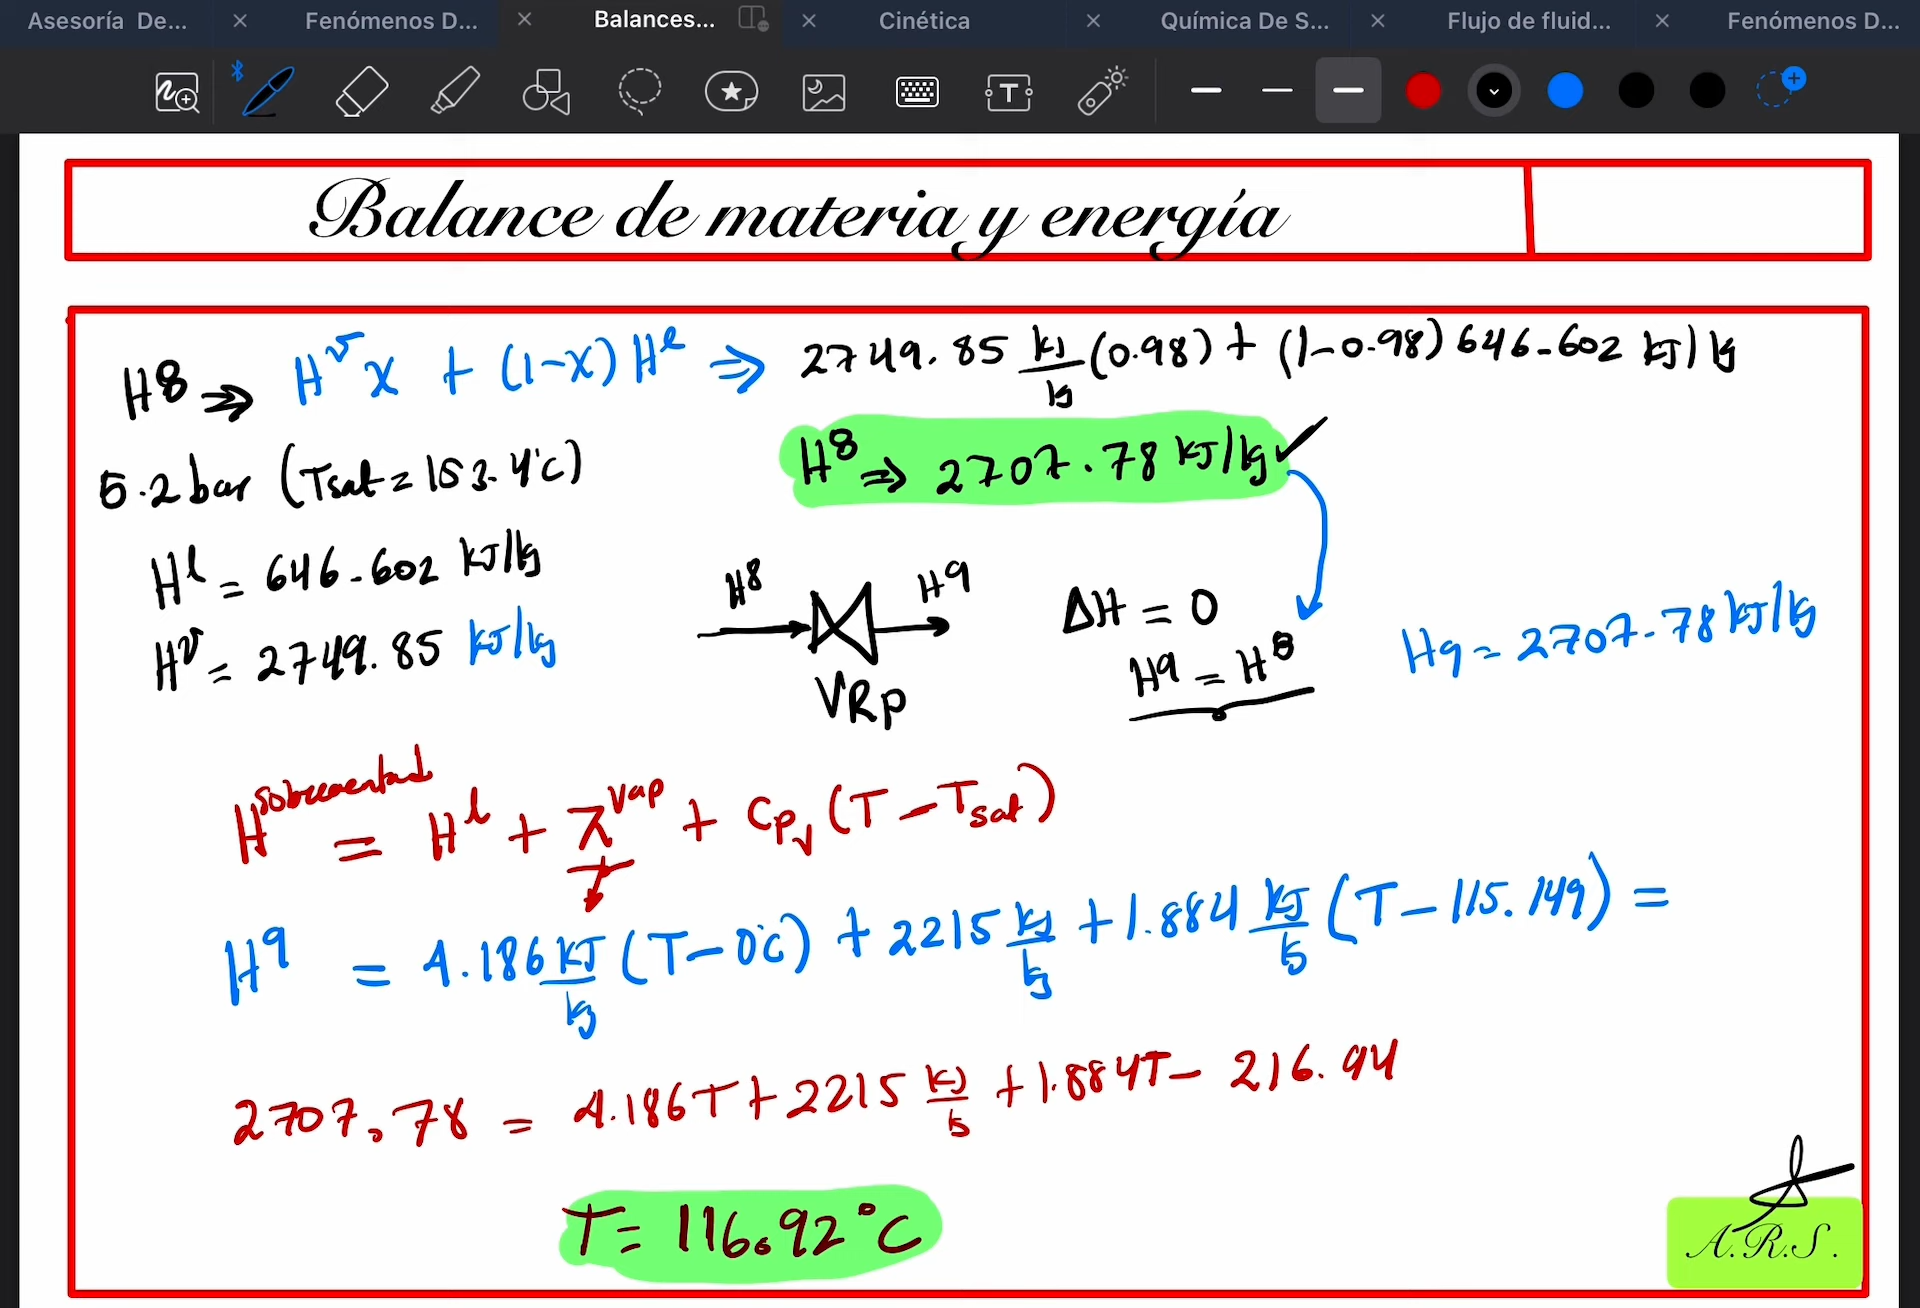 Asesoría De... × Fenómenos D... × Balances... × Cinética × Química De S... × Flujo de fluid... × Fenómenos D...
Balance de materia y energía
H8 ⇒ H^v x + (1-x) H^l ⇒ 2749.85 kJ/kg (0.98) + (1-0.98) 646.602 kJ/kg
5.2 bar (Tsat = 153.4°C)
H8 ⇒ 2707.78 kJ/kg ✓
H^l = 646.602 kJ/kg
H^v = 2749.85 kJ/kg
H8 H9
VRP
ΔH = 0
H9 = H8
H9 = 2707.78 kJ/kg
H^sobrecalentado = H^l + λ^vap + Cpv (T - Tsat)
H9 = 4.186 kJ/kg (T - 0°C) + 2215 kJ/kg + 1.884 kJ/kg (T - 115.149) =
2707.78 = 4.186T + 2215 kJ/kg + 1.884T - 216.94
T = 116.92 °C
A.R.S.